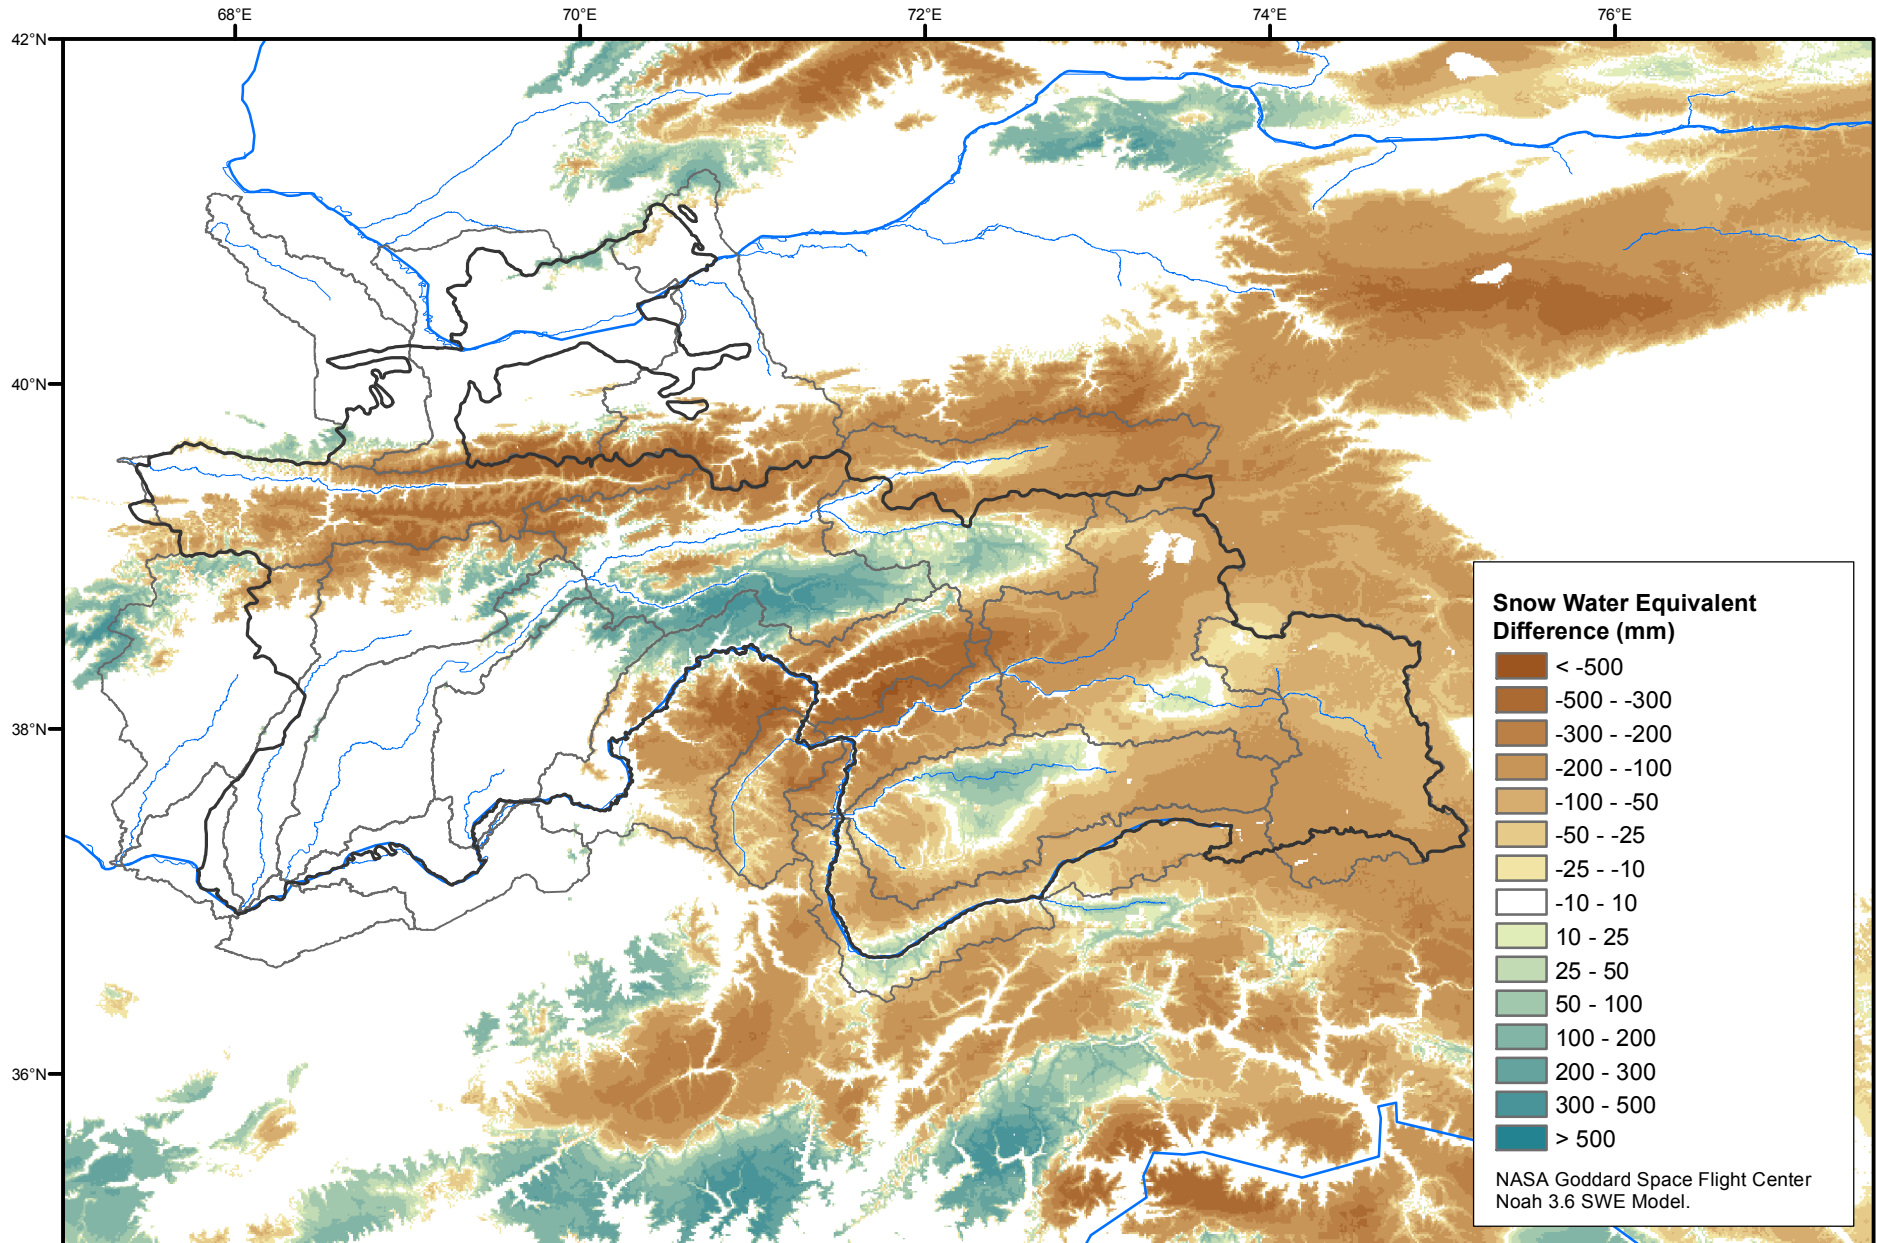 68°E
70°E
72°E
74°E
76°E
42°N
40°N
38°N
36°N
Snow Water Equivalent
Difference (mm)
< -500
-500 - -300
-300 - -200
-200 - -100
-100 - -50
-50 - -25
-25 - -10
-10 - 10
10 - 25
25 - 50
50 - 100
100 - 200
200 - 300
300 - 500
> 500
NASA Goddard Space Flight Center
Noah 3.6 SWE Model.